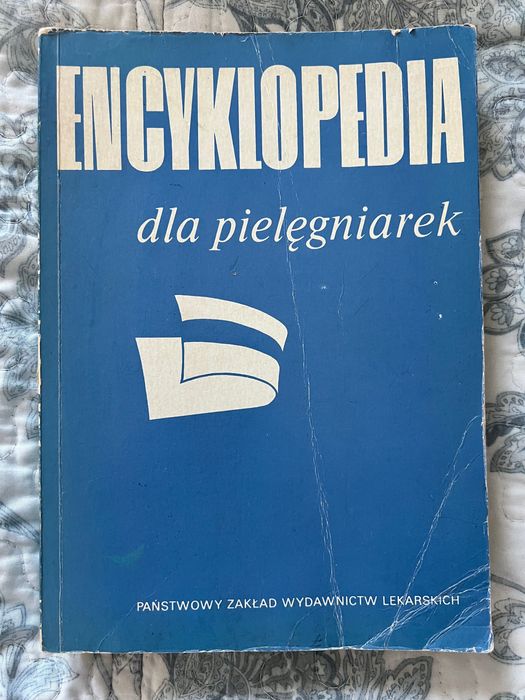 ENCYKLOPEDIA
dla pielęgniarek
PAŃSTWOWY ZAKŁAD WYDAWNICTW LEKARSKICH